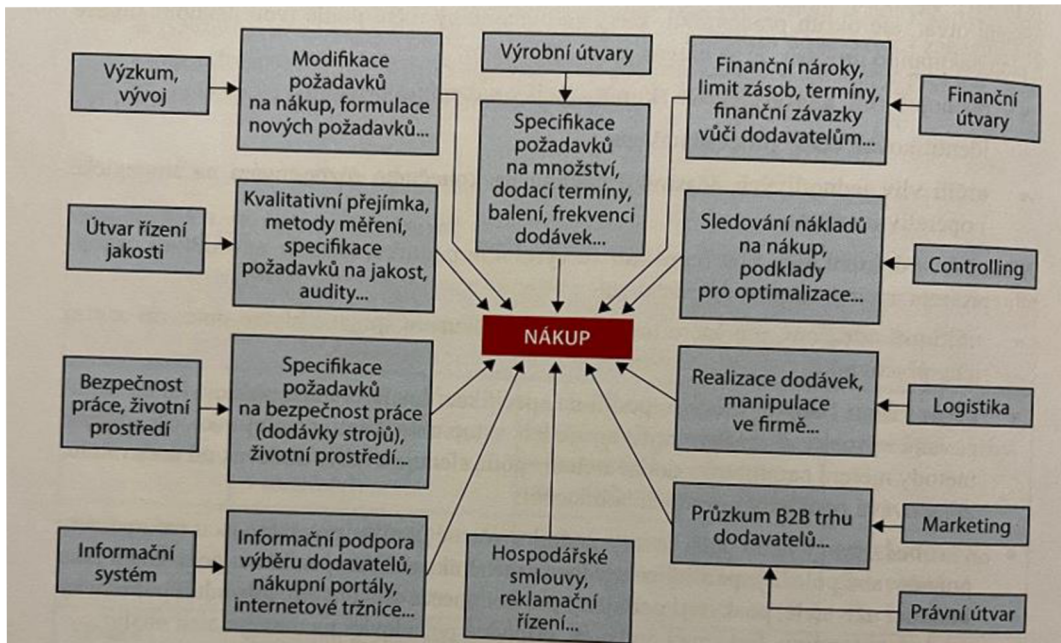 Výzkum,
vývoj
Modifikace
požadavků
na nákup, formulace
nových požadavků...
Výrobní útvary
Specifikace
požadavků
na množství,
dodací termíny,
balení, frekvenci
dodávek...
Finanční nároky,
limit zásob, termíny,
finanční závazky
vůči dodavatelům...
Finanční
útvary
Útvar řízení
jakosti
Kvalitativní přejímka,
metody měření,
specifikace
požadavků na jakost,
audity...
Sledování nákladů
na nákup,
podklady
pro optimalizace...
Controlling
NÁKUP
Bezpečnost
práce, životní
prostředí
Specifikace
požadavků
na bezpečnost práce
(dodávky strojů),
životní prostředí...
Realizace dodávek,
manipulace
ve firmě...
Logistika
Informační
systém
Informační podpora
výběru dodavatelů,
nákupní portály,
internetové tržnice...
Hospodářské
smlouvy,
reklamační
řízení...
Průzkum B2B trhu
dodavatelů...
Marketing
Právní útvar